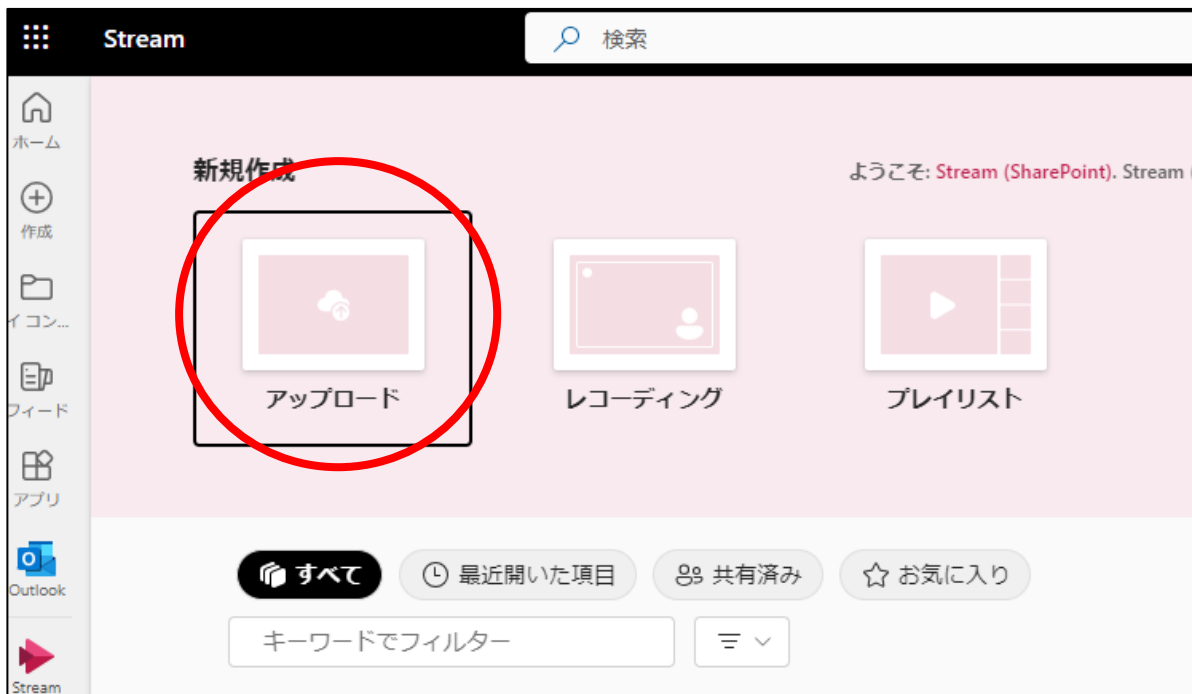 Stream
検索
ホーム
作成
イ コン...
フィード
アプリ
Outlook
Stream
新規作成
ようこそ: Stream (SharePoint). Stream
アップロード
レコーディング
プレイリスト
すべて
最近開いた項目
共有済み
お気に入り
キーワードでフィルター